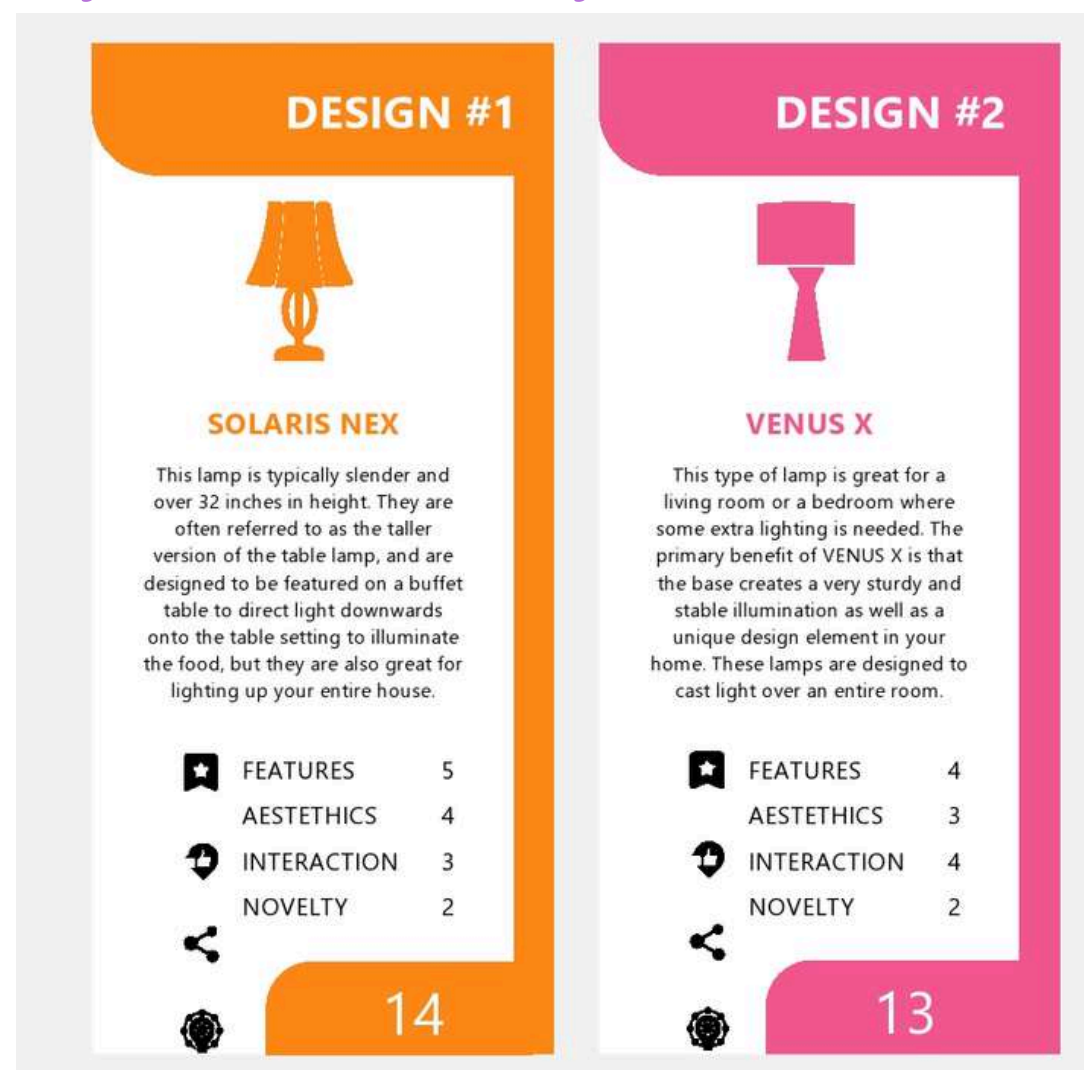 DESIGN #1
SOLARIS NEX
This lamp is typically slender and
over 32 inches in height. They are
often referred to as the taller
version of the table lamp, and are
designed to be featured on a buffet
table to direct light downwards
onto the table setting to illuminate
the food, but they are also great for
lighting up your entire house.
FEATURES 5
AESTETHICS 4
INTERACTION 3
NOVELTY 2
14
DESIGN #2
VENUS X
This type of lamp is great for a
living room or a bedroom where
some extra lighting is needed. The
primary benefit of VENUS X is that
the base creates a very sturdy and
stable illumination as well as a
unique design element in your
home. These lamps are designed to
cast light over an entire room.
FEATURES 4
AESTETHICS 3
INTERACTION 4
NOVELTY 2
13